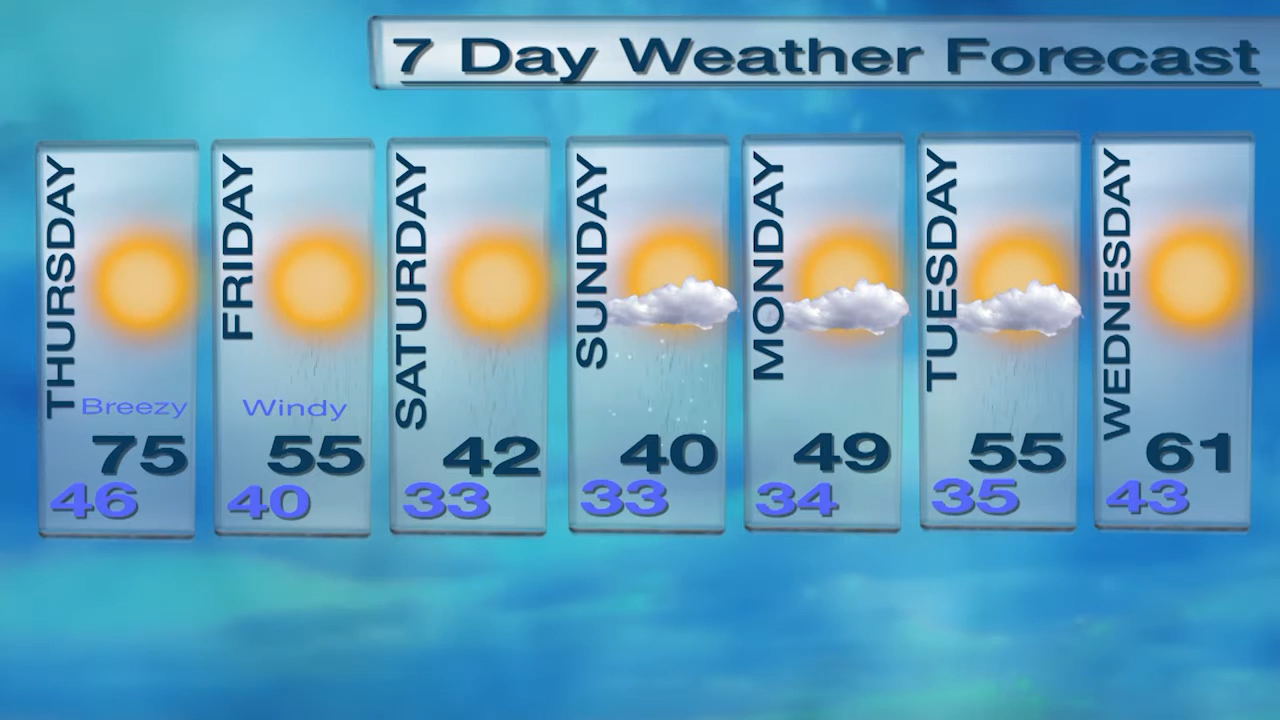 7 Day Weather Forecast
THURSDAY
Breezy
75
46
FRIDAY
Windy
55
40
SATURDAY
42
33
SUNDAY
40
33
MONDAY
49
34
TUESDAY
55
35
WEDNESDAY
61
43